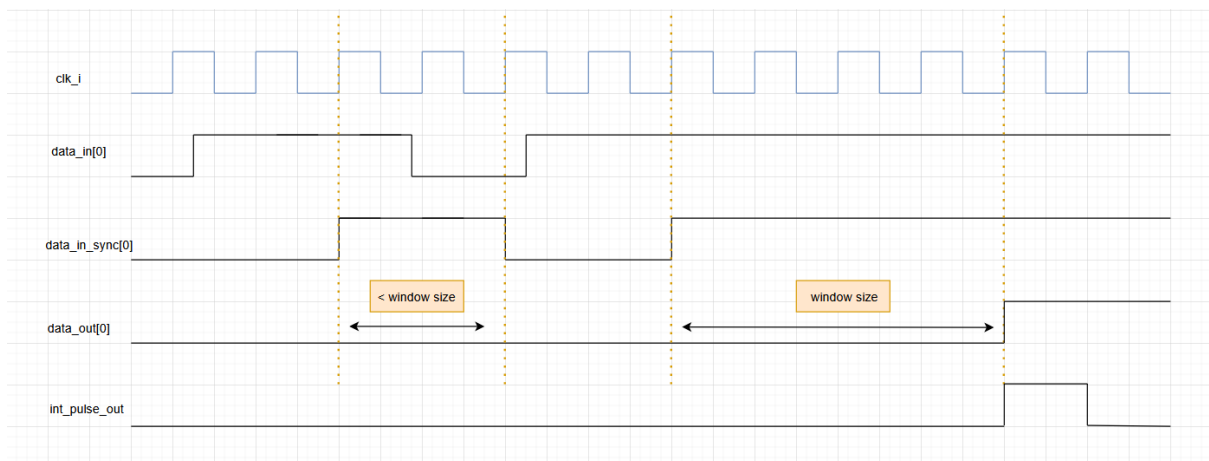 clk_i
data_in[0]
data_in_sync[0]
< window size
window size
data_out[0]
int_pulse_out